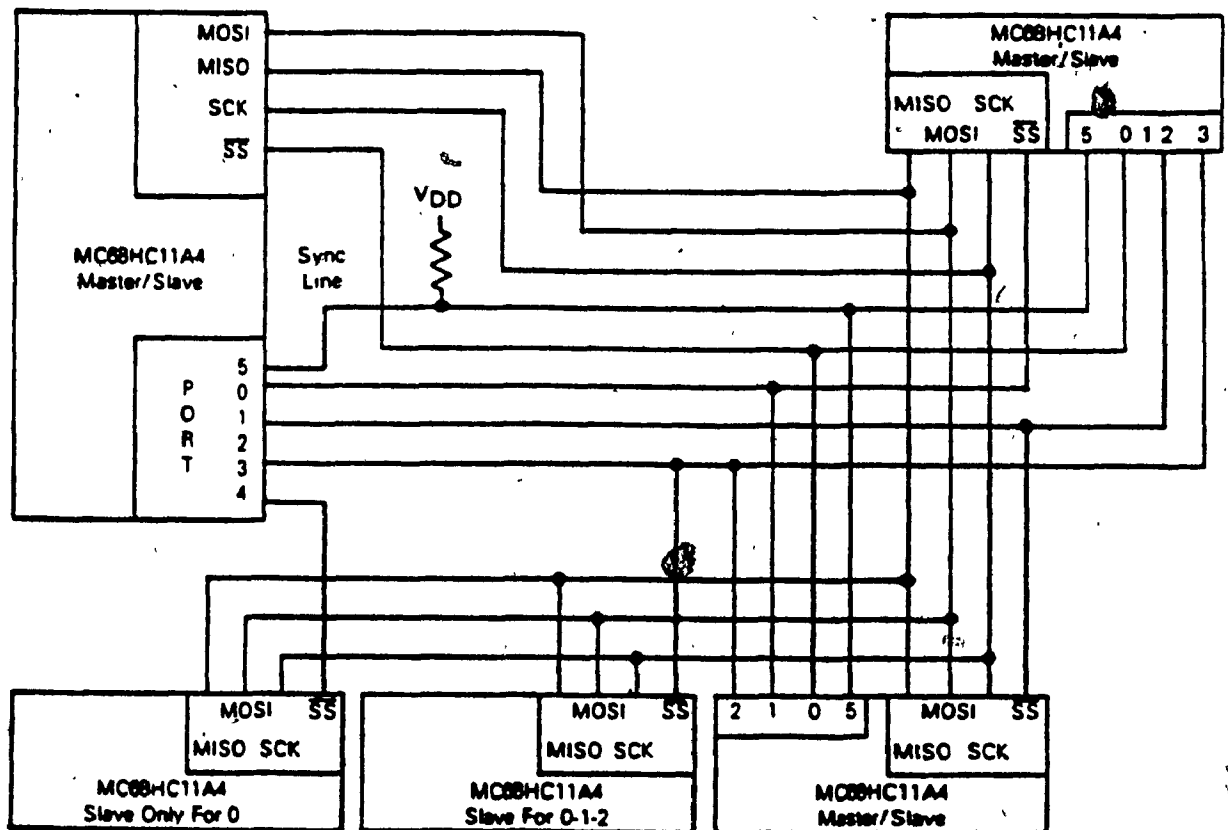 MOSI
MISO
SCK
SS
MC68HC11A4
Master/Slave
Sync
Line
VDD
PORT
5
0
1
2
3
4
MC68HC11A4
Master/Slave
MISO SCK
MOSI SS
5 0 1 2 3
MOSI SS
MISO SCK
MC68HC11A4
Slave Only For 0
MOSI SS
MISO SCK
MC68HC11A4
Slave For 0-1-2
2 1 0 5
MOSI SS
MISO SCK
MC68HC11A4
Master/Slave